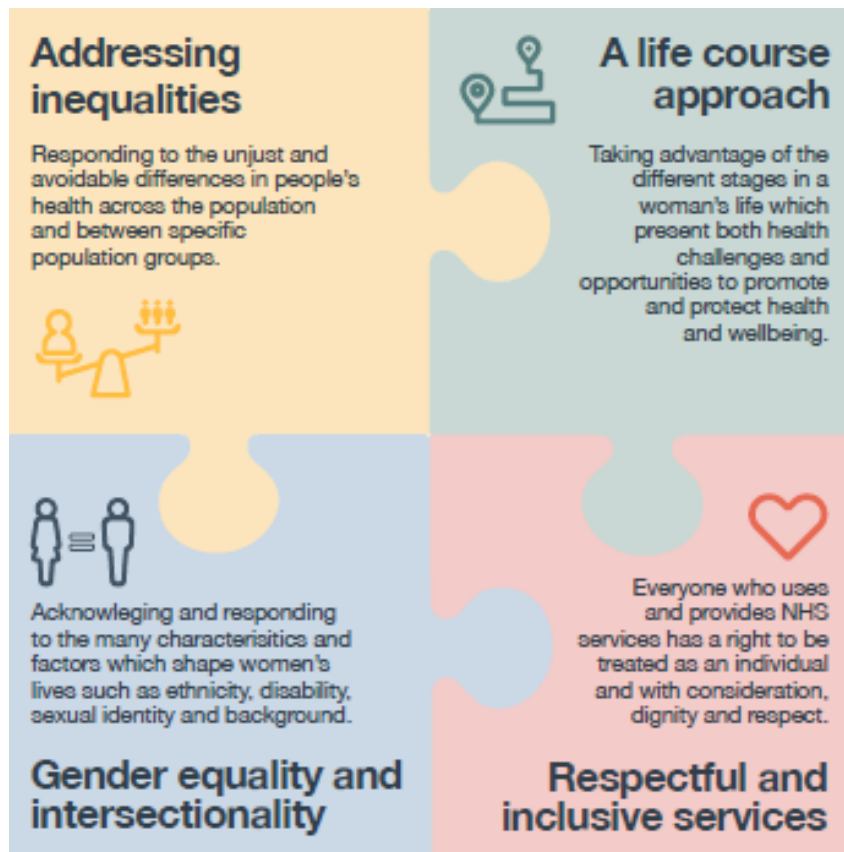 Addressing
inequalities
Responding to the unjust and
avoidable differences in people's
health across the population
and between specific
population groups.
A life course
approach
Taking advantage of the
different stages in a
woman's life which
present both health
challenges and
opportunities to promote
and protect health
and wellbeing.
Acknowleging and responding
to the many characterisitics and
factors which shape women's
lives such as ethnicity, disability,
sexual identity and background.
Gender equality and
intersectionality
Everyone who uses
and provides NHS
services has a right to be
treated as an individual
and with consideration,
dignity and respect.
Respectful and
inclusive services